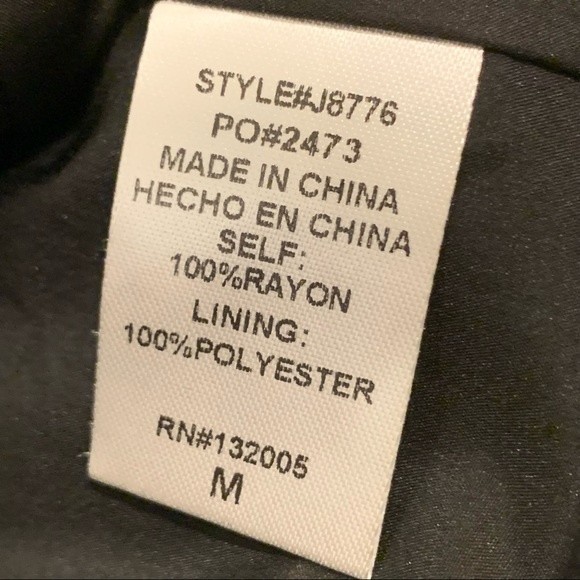 STYLE#J8776
PO#2473
MADE IN CHINA
HECHO EN CHINA
SELF:
100%RAYON
LINING:
100%POLYESTER
RN#132005
M